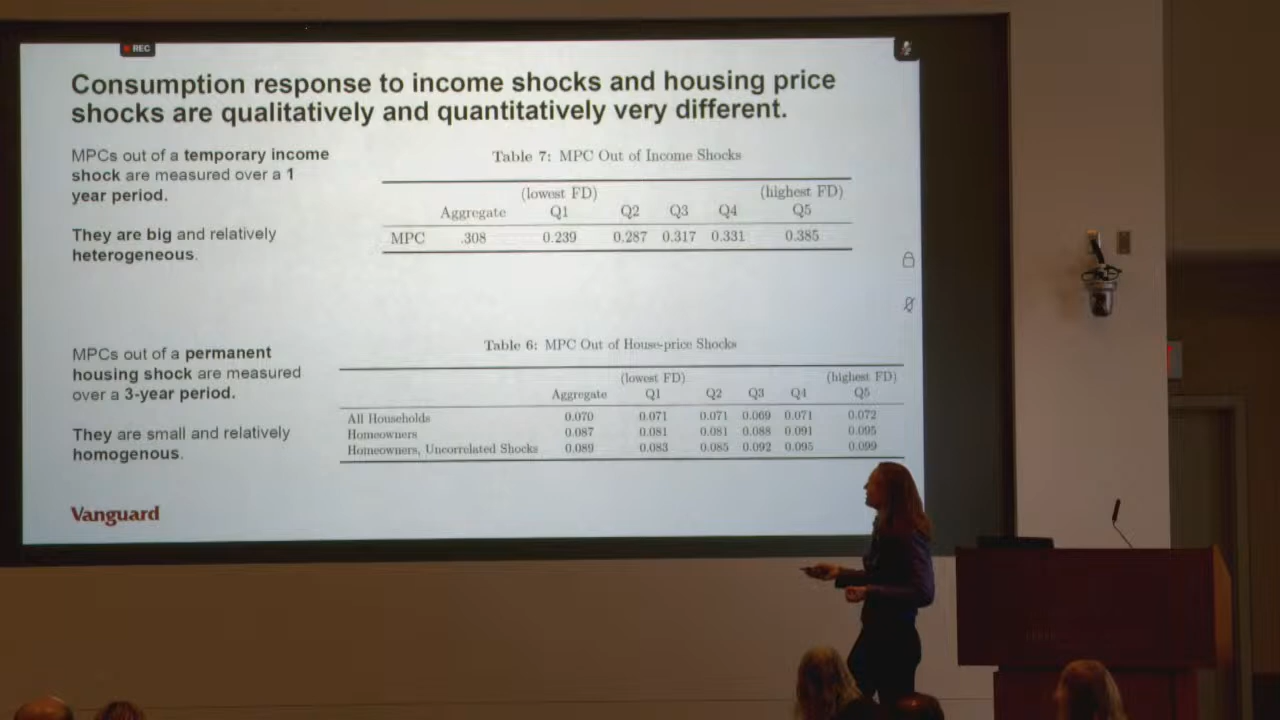 REC
Consumption response to income shocks and housing price
shocks are qualitatively and quantitatively very different.
MPCs out of a temporary income
shock are measured over a 1
year period.
They are big and relatively
heterogeneous.
Table 7: MPC Out of Income Shocks
(lowest FD) (highest FD)
Aggregate Q1 Q2 Q3 Q4 Q5
MPC .308 0.239 0.287 0.317 0.331 0.385
MPCs out of a permanent
housing shock are measured
over a 3-year period.
They are small and relatively
homogenous.
Table 6: MPC Out of House-price Shocks
(lowest FD) (highest FD)
Aggregate Q1 Q2 Q3 Q4 Q5
All Households 0.070 0.071 0.071 0.069 0.071 0.072
Homeowners 0.087 0.081 0.081 0.088 0.091 0.095
Homeowners, Uncorrelated Shocks 0.089 0.083 0.085 0.092 0.095 0.099
Vanguard